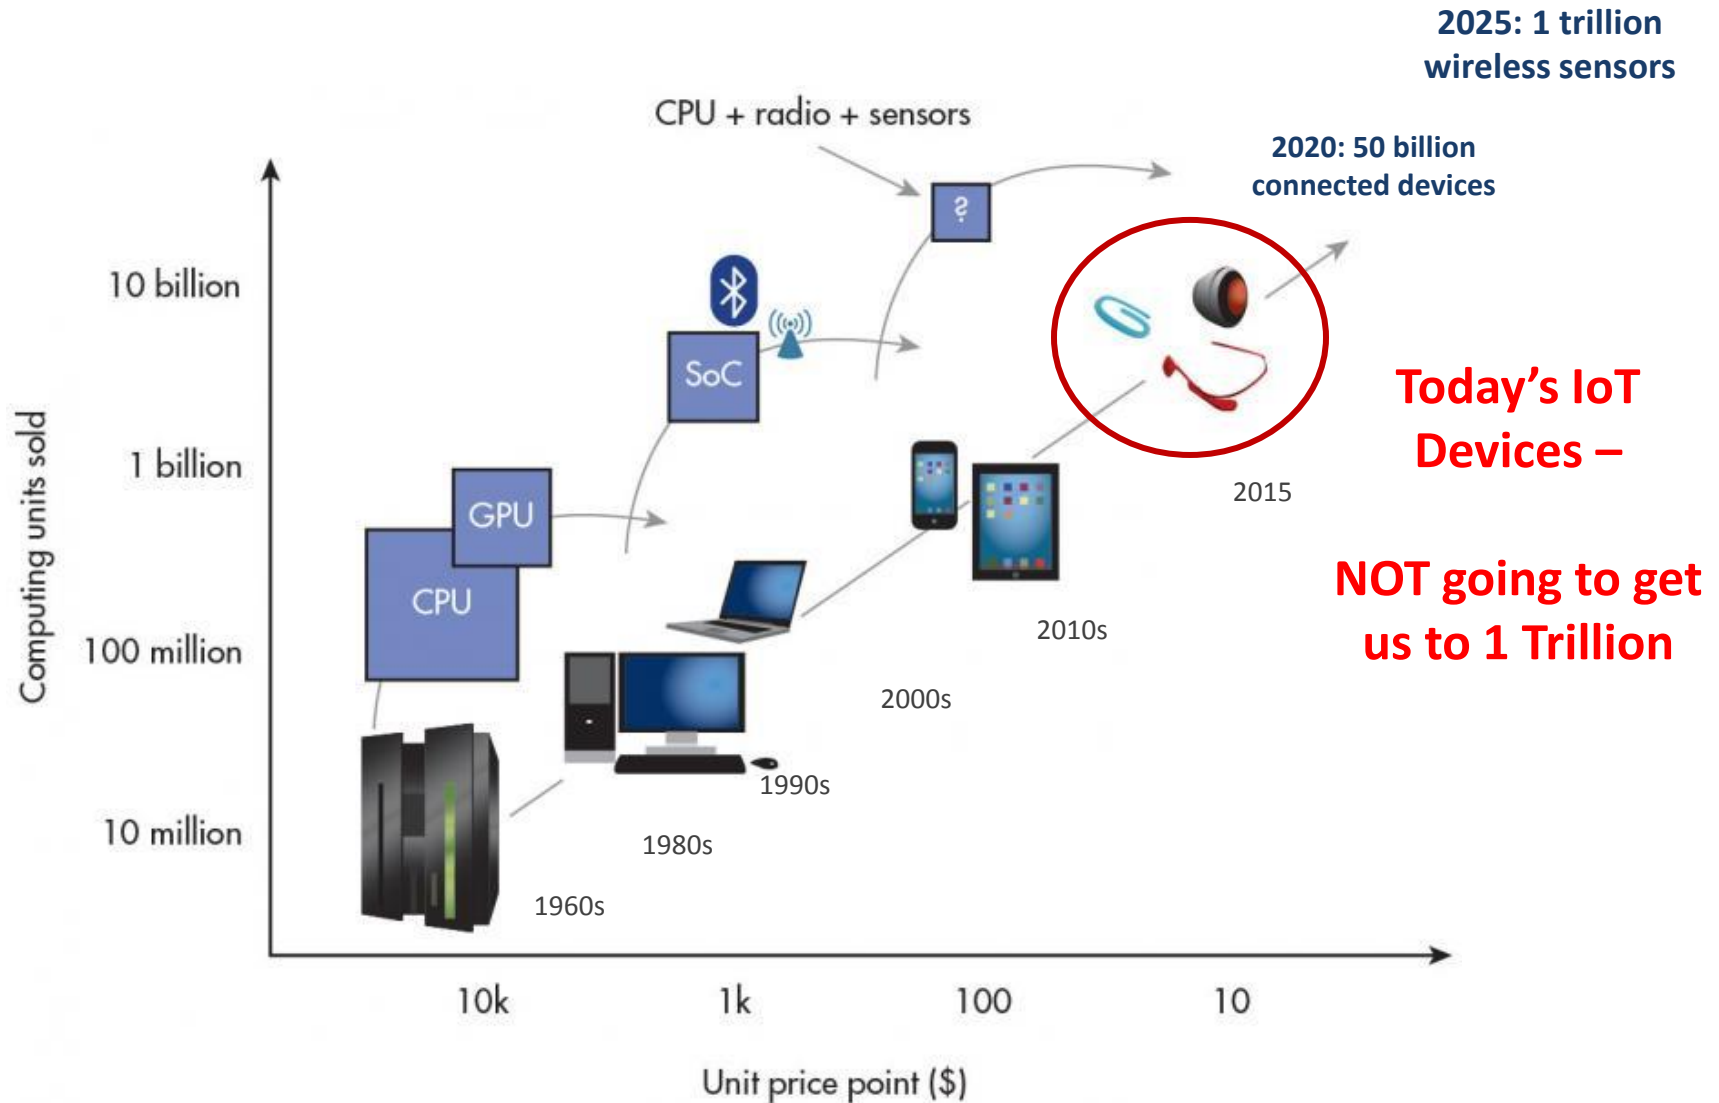 2025: 1 trillion
wireless sensors
CPU + radio + sensors
2020: 50 billion
connected devices
?
10 billion
SoC
Today’s IoT
Devices –
1 billion
2015
GPU
CPU
NOT going to get
us to 1 Trillion
2010s
100 million
2000s
1990s
10 million
1980s
1960s
Computing units sold
10k
1k
100
10
Unit price point ($)